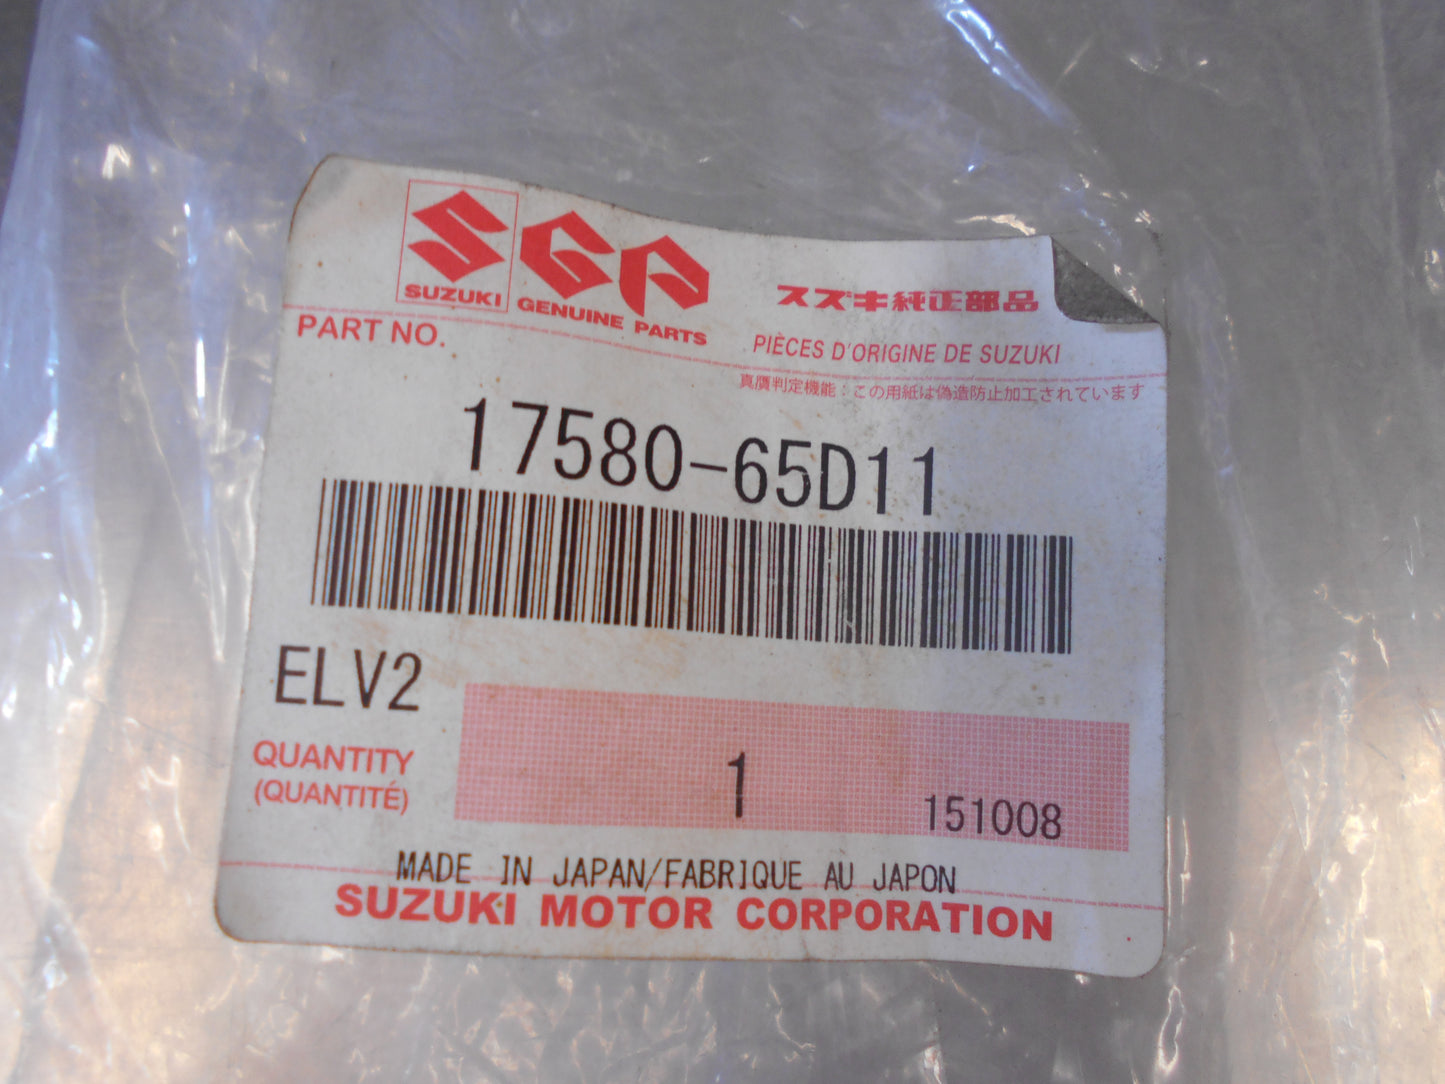 SUZUKI
SGP
GENUINE PARTS
スズキ純正部品
PIÈCES D'ORIGINE DE SUZUKI
PART NO.
真贋判定機能：この用紙は偽造防止加工されています
17580-65D11
ELV2
QUANTITY
(QUANTITÉ)
1
151008
MADE IN JAPAN/FABRIQUE AU JAPON
SUZUKI MOTOR CORPORATION